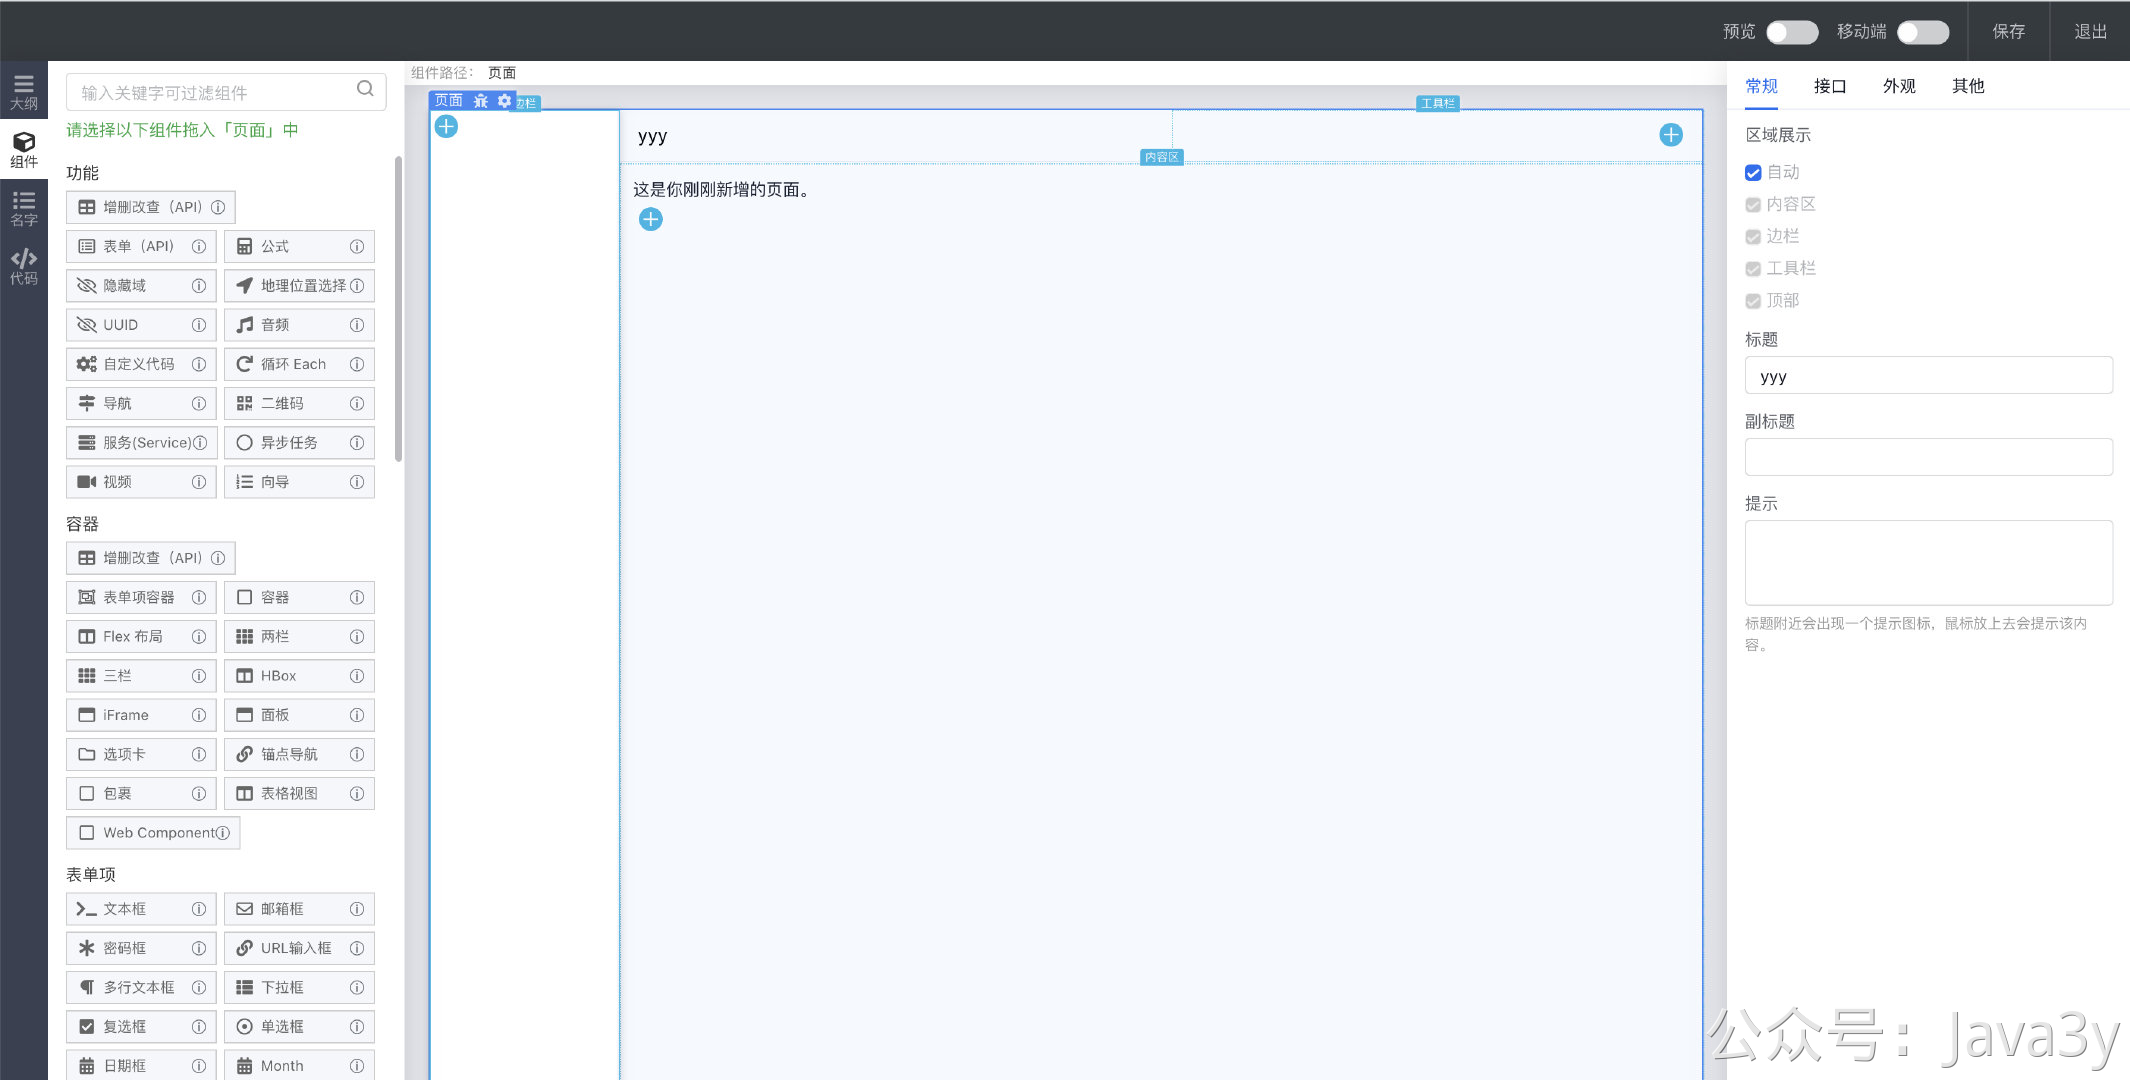 预览
移动端
保存
退出
大纲
组件
名字
代码
输入关键字可过滤组件
请选择以下组件拖入「页面」中
功能
增删改查（API）
表单（API）
公式
隐藏域
地理位置选择
UUID
音频
自定义代码
循环 Each
导航
二维码
服务(Service)
异步任务
视频
向导
容器
增删改查（API）
表单项容器
容器
Flex 布局
两栏
三栏
HBox
iFrame
面板
选项卡
锚点导航
包裹
表格视图
Web Component
表单项
文本框
邮箱框
密码框
URL输入框
多行文本框
下拉框
复选框
单选框
日期框
Month
组件路径： 页面
页面
边栏
工具栏
yyy
内容区
这是你刚刚新增的页面。
常规
接口
外观
其他
区域展示
自动
内容区
边栏
工具栏
顶部
标题
yyy
副标题
提示
标题附近会出现一个提示图标，鼠标放上去会提示该内
容。
公众号：Java3y